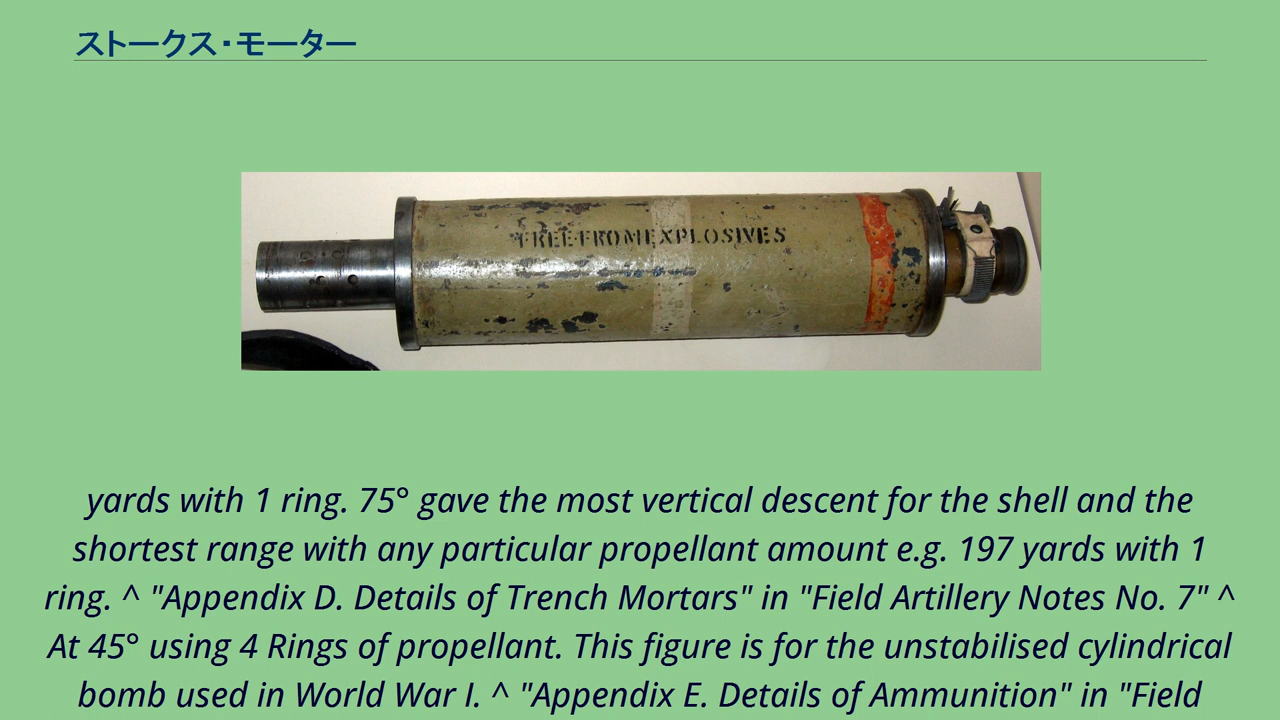 ストークス・モーター
FREE FROM EXPLOSIVES
yards with 1 ring. 75° gave the most vertical descent for the shell and the
shortest range with any particular propellant amount e.g. 197 yards with 1
ring. ^ "Appendix D. Details of Trench Mortars" in "Field Artillery Notes No. 7" ^
At 45° using 4 Rings of propellant. This figure is for the unstabilised cylindrical
bomb used in World War I. ^ "Appendix E. Details of Ammunition" in "Field